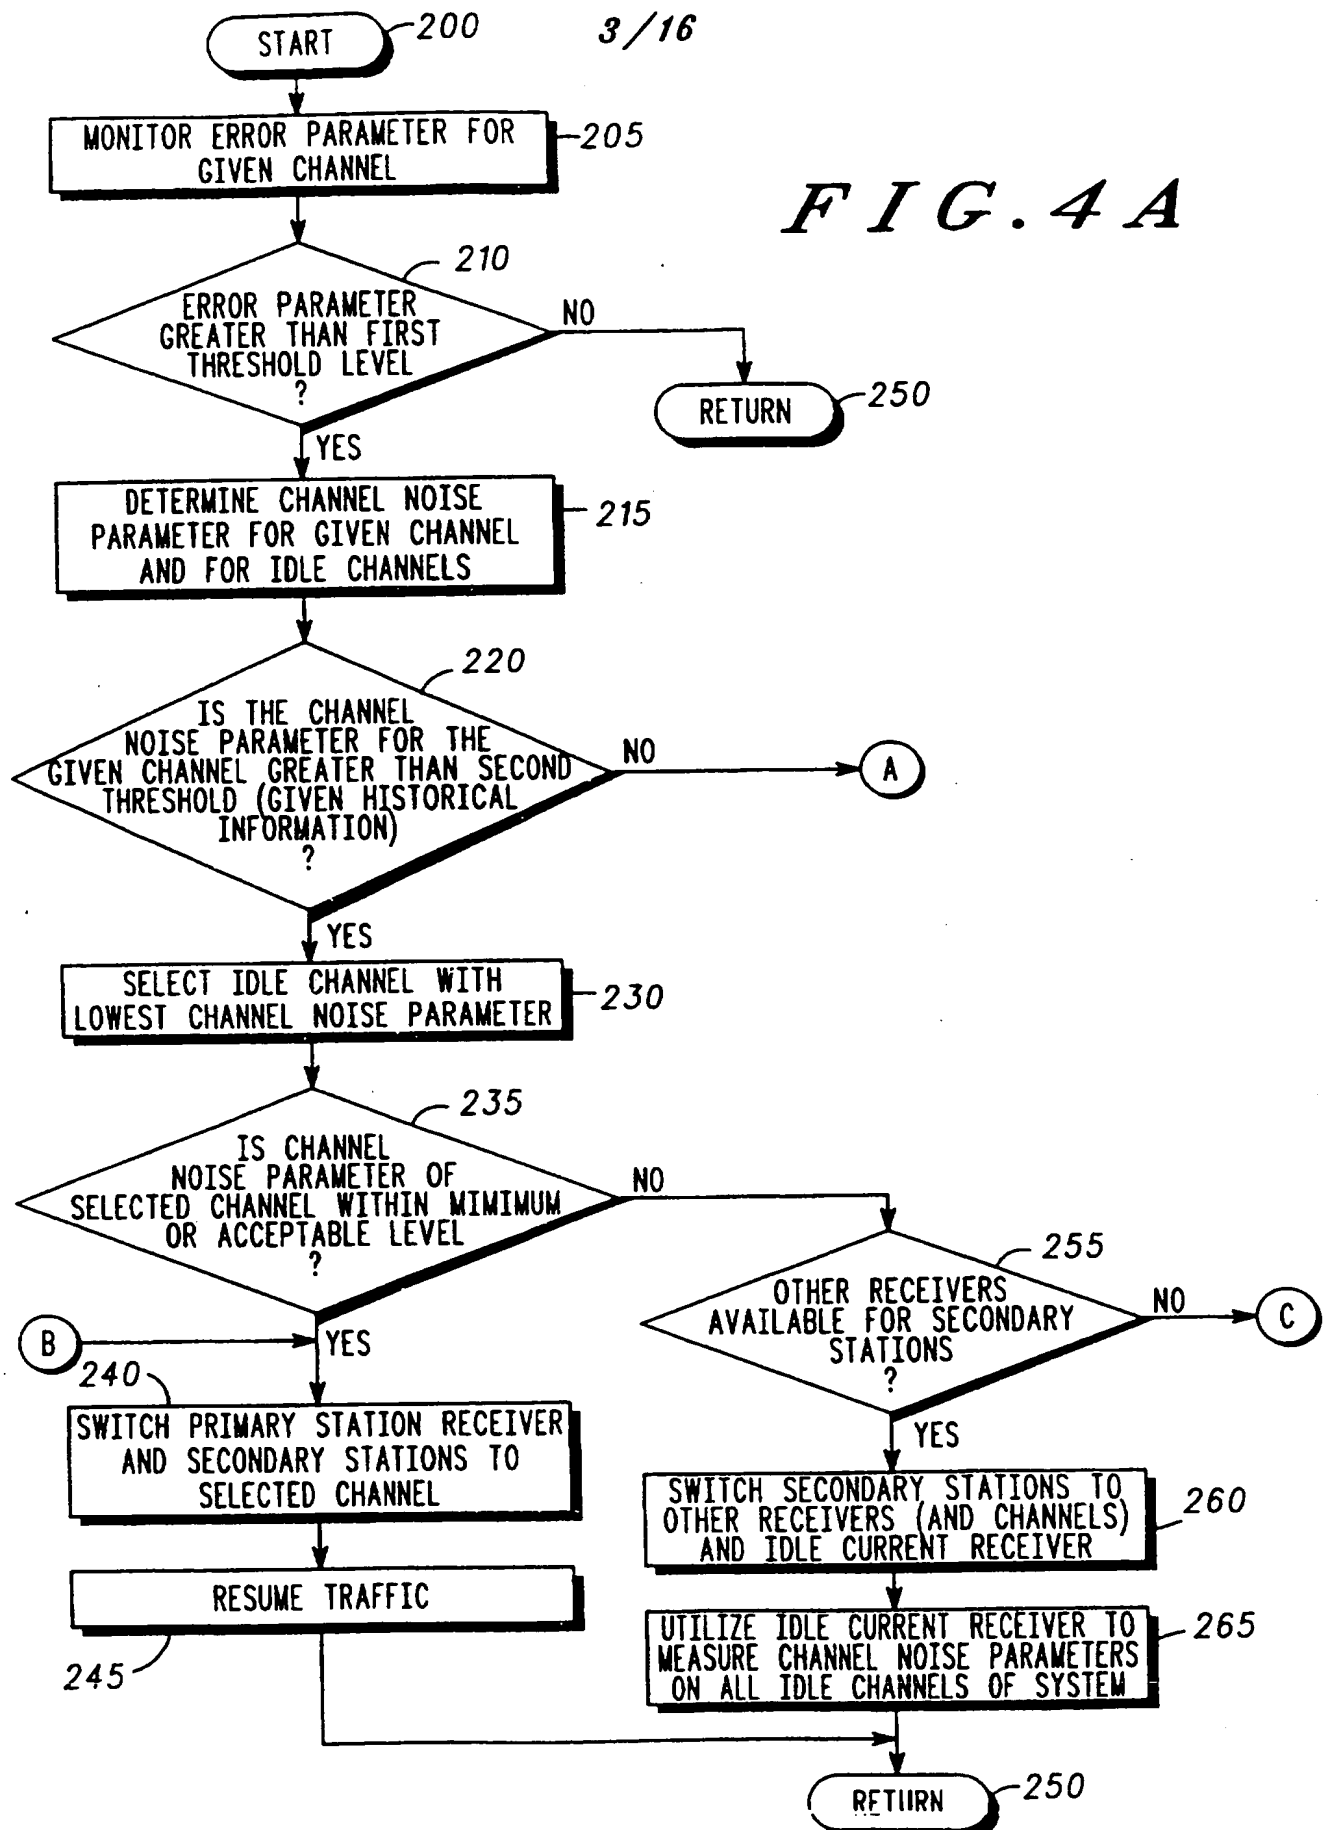 START
200
3/16
MONITOR ERROR PARAMETER FOR
GIVEN CHANNEL
205
FIG. 4A
210
ERROR PARAMETER
GREATER THAN FIRST
THRESHOLD LEVEL
?
NO
RETURN
250
YES
DETERMINE CHANNEL NOISE
PARAMETER FOR GIVEN CHANNEL
AND FOR IDLE CHANNELS
215
220
IS THE CHANNEL
NOISE PARAMETER FOR THE
GIVEN CHANNEL GREATER THAN SECOND
THRESHOLD (GIVEN HISTORICAL
INFORMATION)
?
NO
A
YES
SELECT IDLE CHANNEL WITH
LOWEST CHANNEL NOISE PARAMETER
230
235
IS CHANNEL
NOISE PARAMETER OF
SELECTED CHANNEL WITHIN MIMIMUM
OR ACCEPTABLE LEVEL
?
NO
255
OTHER RECEIVERS
AVAILABLE FOR SECONDARY
STATIONS
?
NO
C
B
YES
240
SWITCH PRIMARY STATION RECEIVER
AND SECONDARY STATIONS TO
SELECTED CHANNEL
YES
SWITCH SECONDARY STATIONS TO
OTHER RECEIVERS (AND CHANNELS)
AND IDLE CURRENT RECEIVER
260
RESUME TRAFFIC
245
UTILIZE IDLE CURRENT RECEIVER TO
MEASURE CHANNEL NOISE PARAMETERS
ON ALL IDLE CHANNELS OF SYSTEM
265
RETURN
250